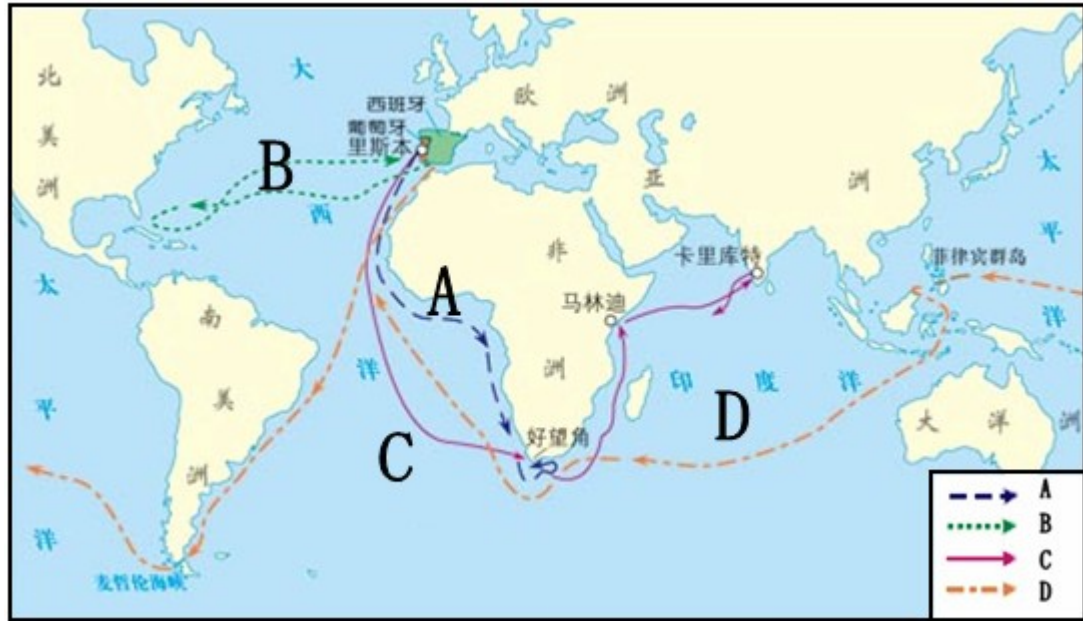 北美洲
大西洋
西班牙
葡萄牙
里斯本
欧洲
亚洲
太平洋
B
非洲
A
卡里库特
菲律宾群岛
马林迪
太平洋
南美洲
印度洋
D
大洋洲
好望角
C
麦哲伦海峡
A
B
C
D